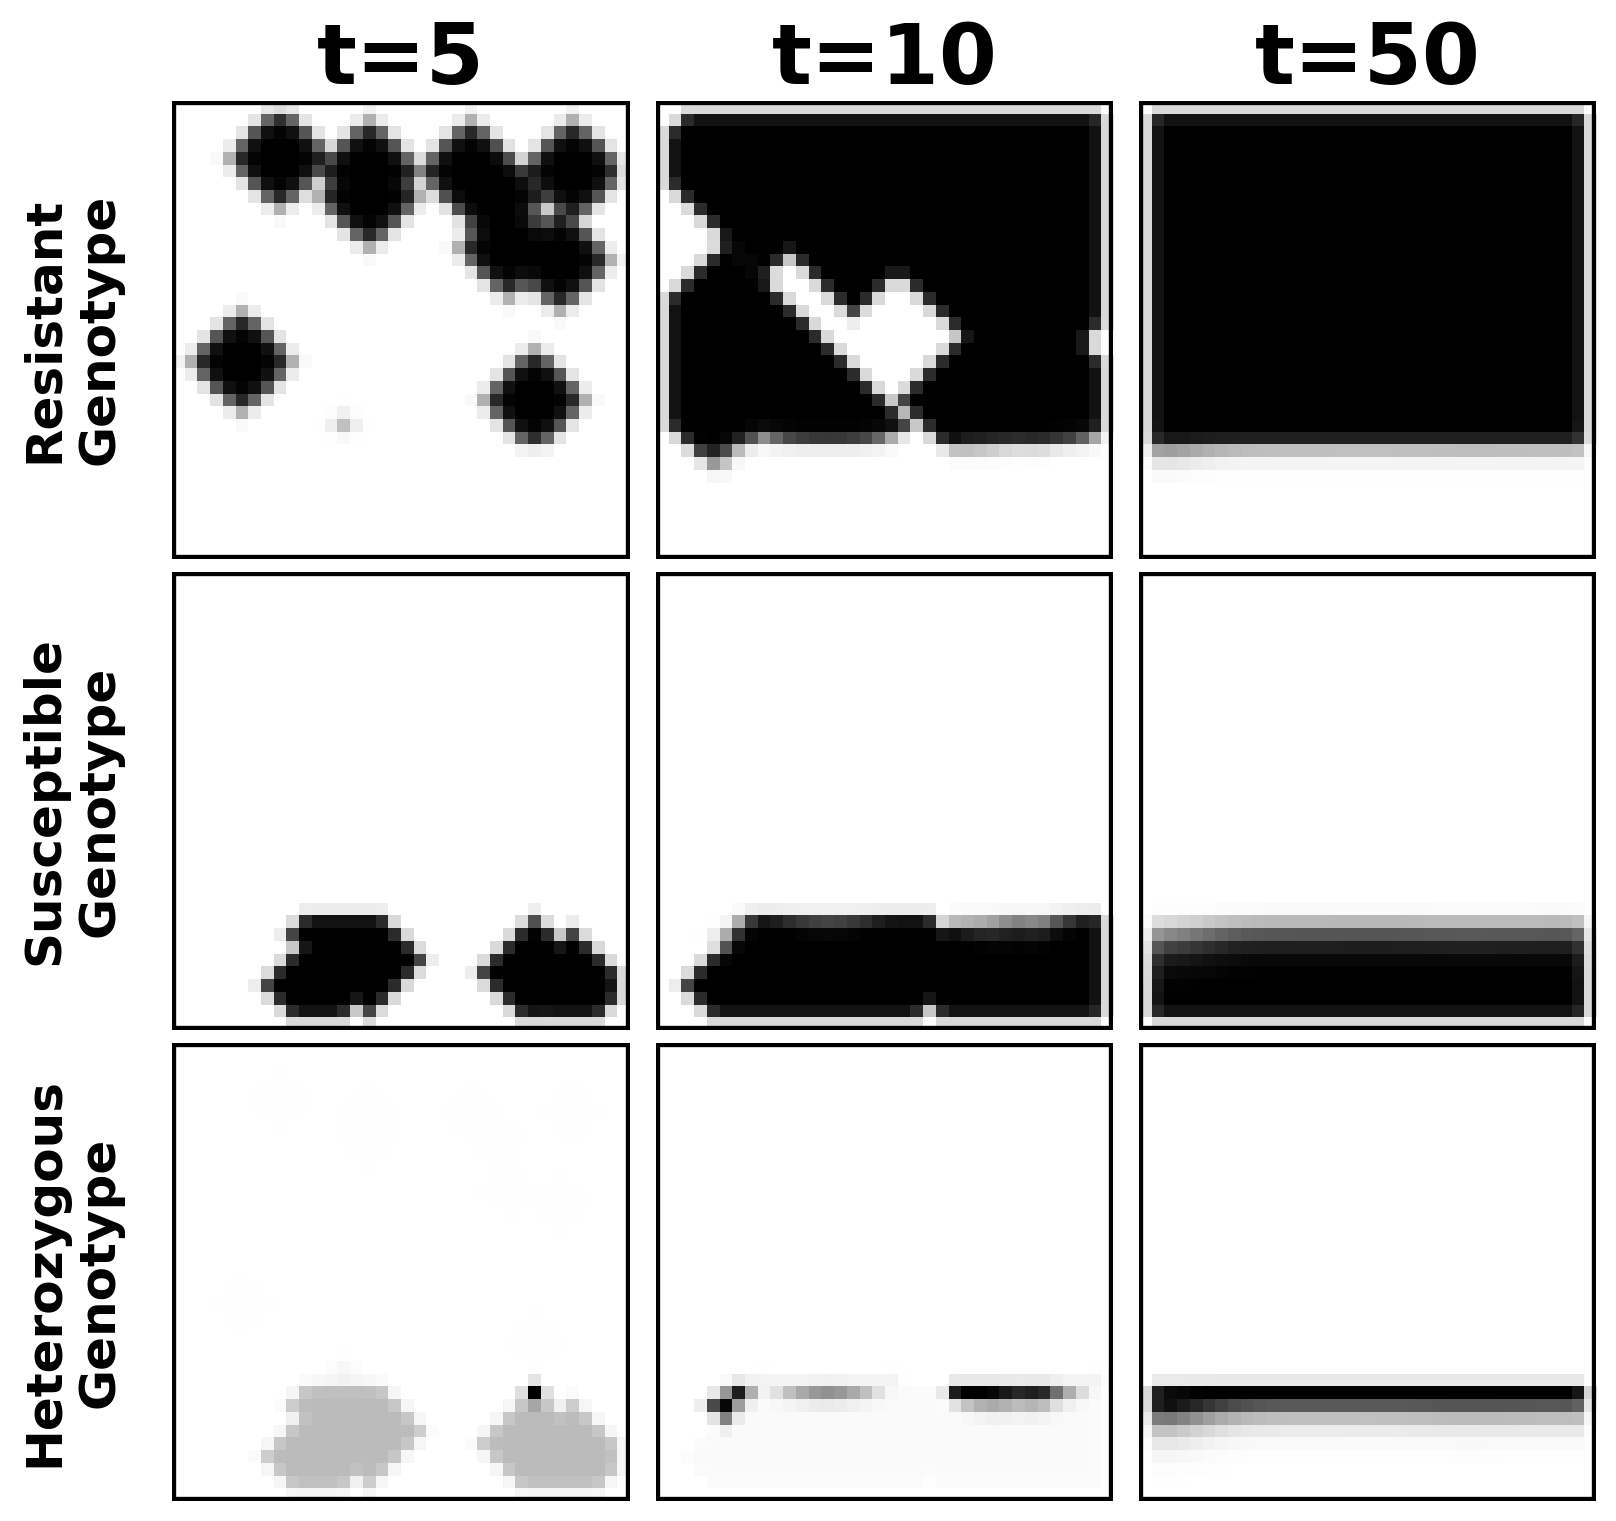 t=5
t=10
t=50
Resistant
Genotype
Susceptible
Genotype
Heterozygous
Genotype